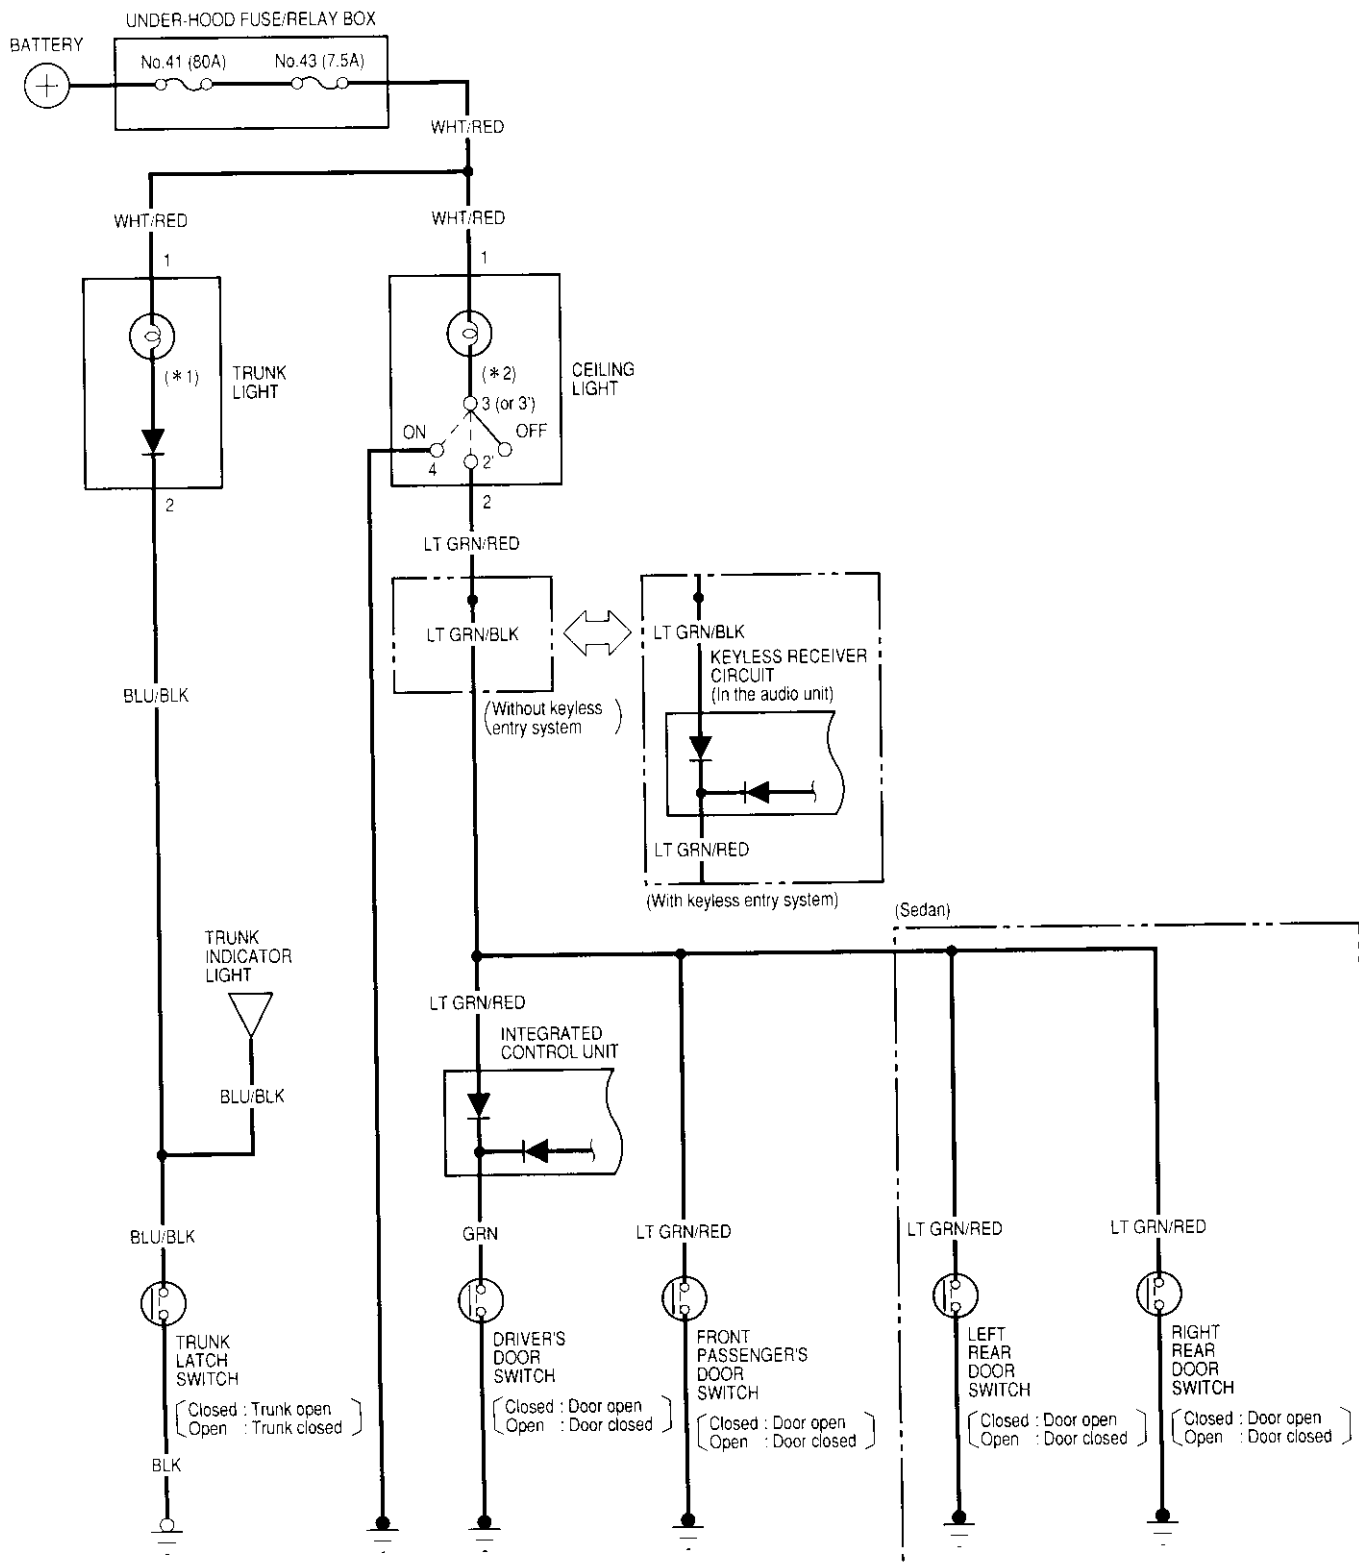 UNDER-HOOD FUSE/RELAY BOX
BATTERY
No.41 (80A)
No.43 (7.5A)
WHT/RED
WHT/RED
WHT/RED
1
1
(*1)
TRUNK
LIGHT
(*2)
CEILING
LIGHT
3 (or 3')
ON
OFF
4
2'
2
2
LT GRN/RED
LT GRN/BLK
(Without keyless
entry system)
LT GRN/BLK
KEYLESS RECEIVER
CIRCUIT
(In the audio unit)
LT GRN/RED
(With keyless entry system)
BLU/BLK
(Sedan)
TRUNK
INDICATOR
LIGHT
BLU/BLK
LT GRN/RED
INTEGRATED
CONTROL UNIT
BLU/BLK
GRN
LT GRN/RED
LT GRN/RED
LT GRN/RED
TRUNK
LATCH
SWITCH
Closed : Trunk open
Open : Trunk closed
BLK
DRIVER'S
DOOR
SWITCH
Closed : Door open
Open : Door closed
FRONT
PASSENGER'S
DOOR
SWITCH
Closed : Door open
Open : Door closed
LEFT
REAR
DOOR
SWITCH
Closed : Door open
Open : Door closed
RIGHT
REAR
DOOR
SWITCH
Closed : Door open
Open : Door closed